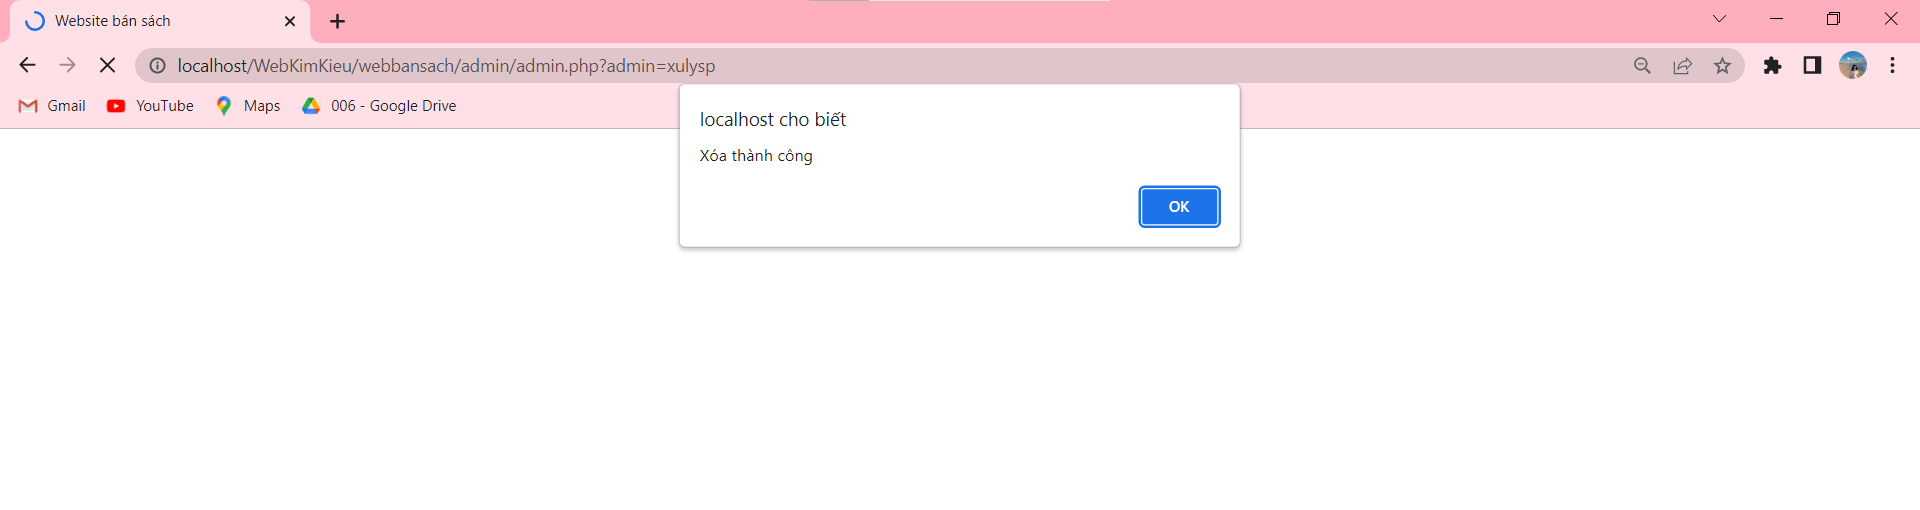 Website bán sách
localhost/WebKimKieu/webbansach/admin/admin.php?admin=xulysp
Gmail YouTube Maps 006 - Google Drive
localhost cho biết
Xóa thành công
OK